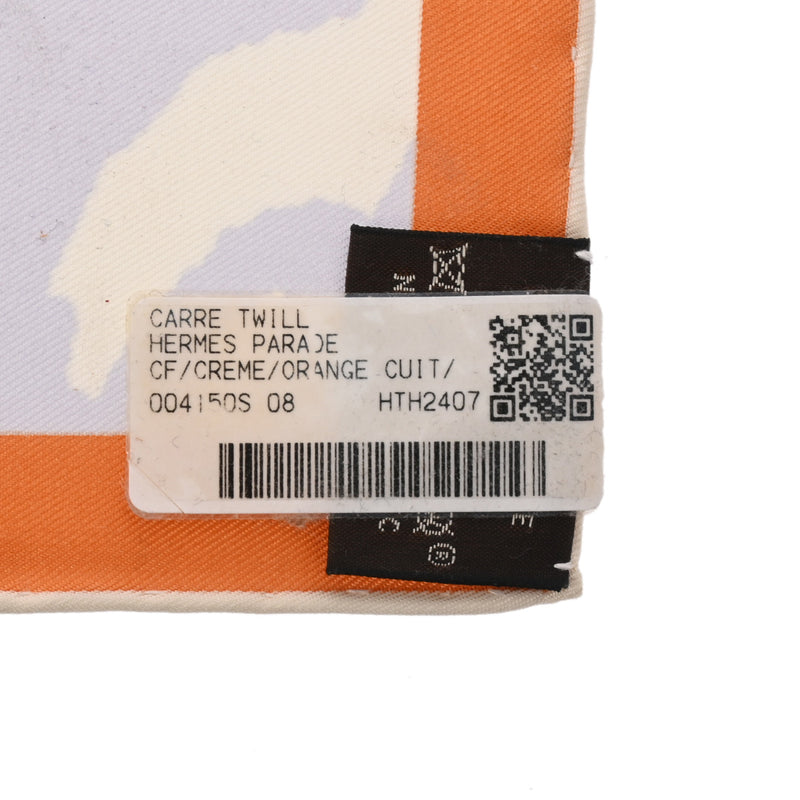 CARRE TWILL
HERMES PARADE
CF/CREME/ORANGE CUIT/
004150S 08 HTH2407
N
E
C